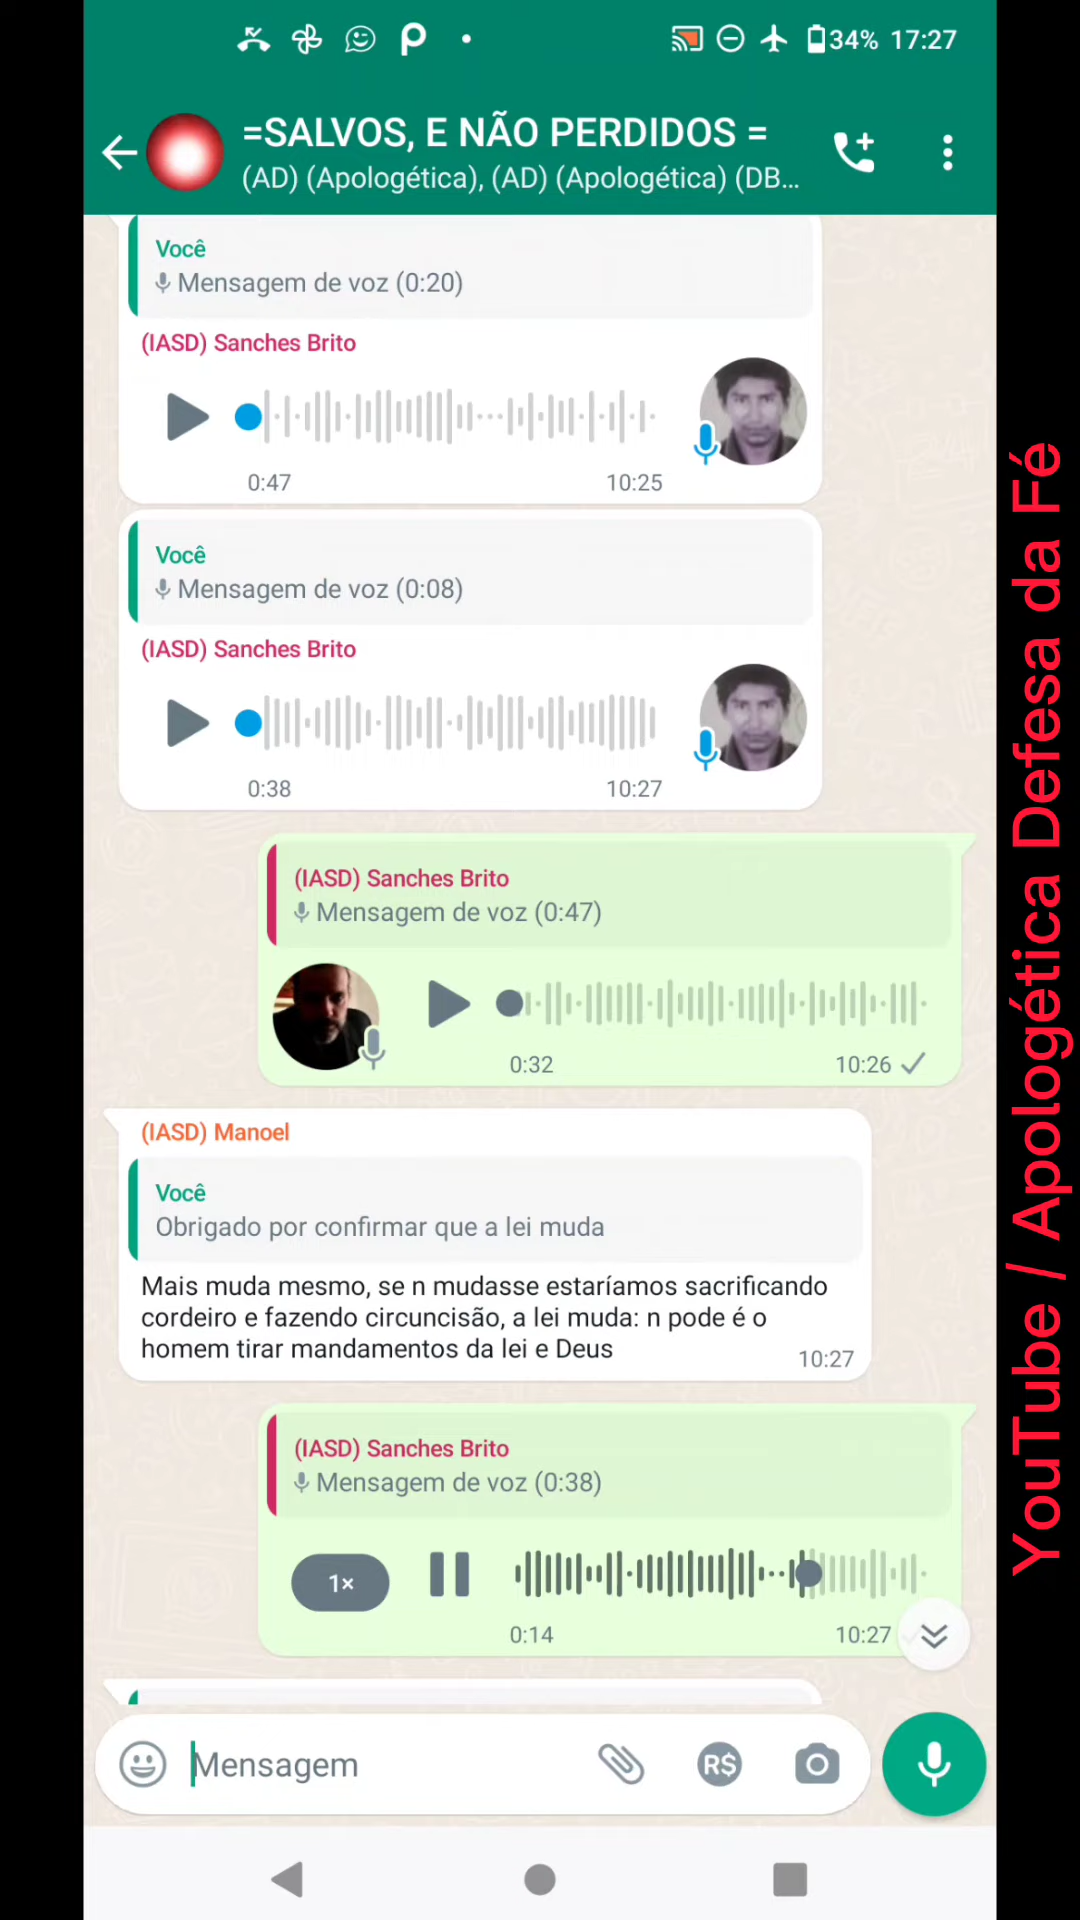 34% 17:27
=SALVOS, E NÃO PERDIDOS =
(AD) (Apologética), (AD) (Apologética) (DB...
Você
Mensagem de voz (0:20)
(IASD) Sanches Brito
0:47 10:25
Você
Mensagem de voz (0:08)
(IASD) Sanches Brito
0:38 10:27
(IASD) Sanches Brito
Mensagem de voz (0:47)
0:32 10:26
(IASD) Manoel
Você
Obrigado por confirmar que a lei muda
Mais muda mesmo, se n mudasse estaríamos sacrificando
cordeiro e fazendo circuncisão, a lei muda: n pode é o
homem tirar mandamentos da lei e Deus
10:27
(IASD) Sanches Brito
Mensagem de voz (0:38)
1×
0:14 10:27
Mensagem
R$
YouTube / Apologética Defesa da Fé